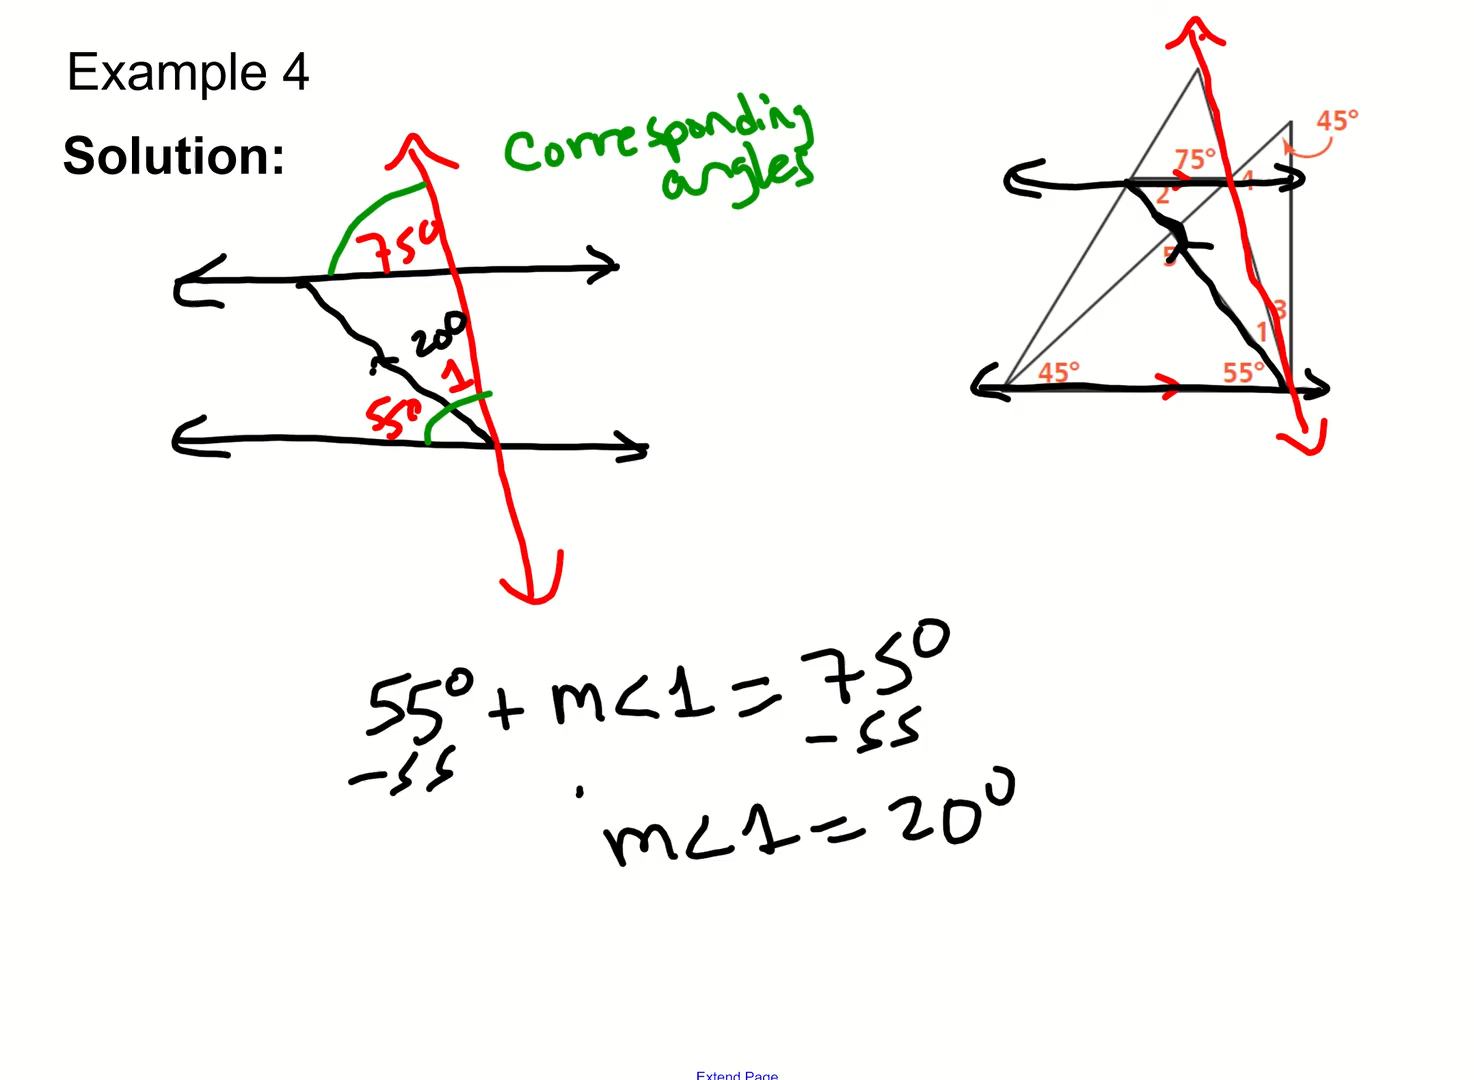 Example 4
Solution:
Corresponding
angles
75°
20°
1
55°
45°
75°
4
2
5
3
1
45°
55°
55° + m<1 = 75°
-55 -55
m<1 = 20°
Extend Page